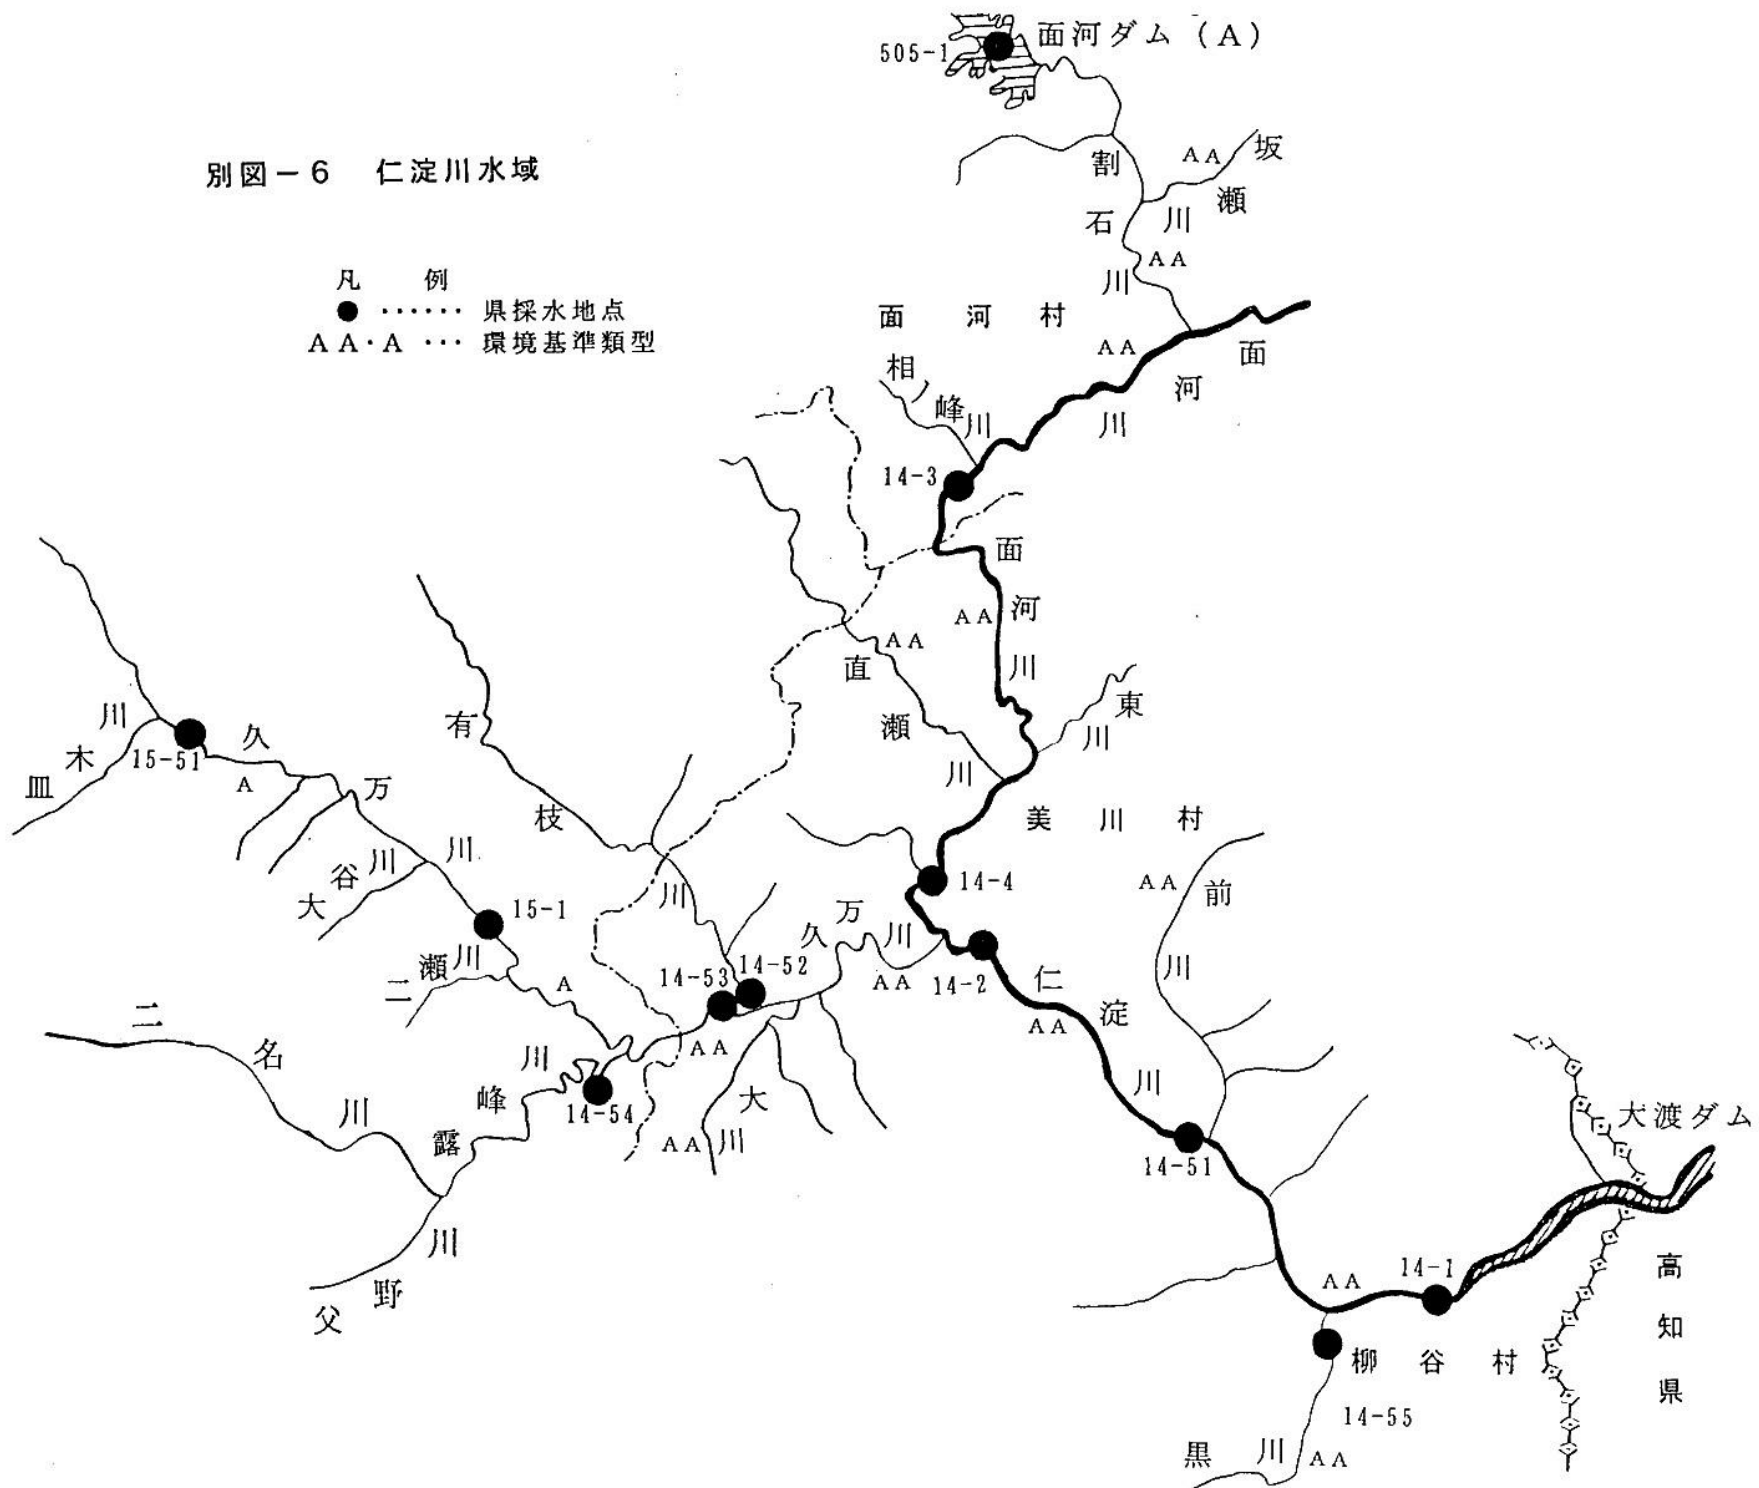 505-1
面河ダム (A)
別図-6 仁淀川水域
凡例
●……県採水地点
AA・A…環境基準類型
割石川
AA
坂瀬川
AA
面河村
面河川
AA
相ノ峰川
14-3
面河川
AA
直瀬川
AA
東川
美川村
有枝川
皿木川
15-51
久万川
A
大谷川
15-1
二瀬川
A
14-53
14-52
久万川
AA
14-4
14-2
前川
AA
仁淀川
AA
二名川
露峰川
14-54
AA
大川
AA
14-51
父野川
大渡ダム
高知県
14-1
AA
柳谷村
14-55
黒川
AA